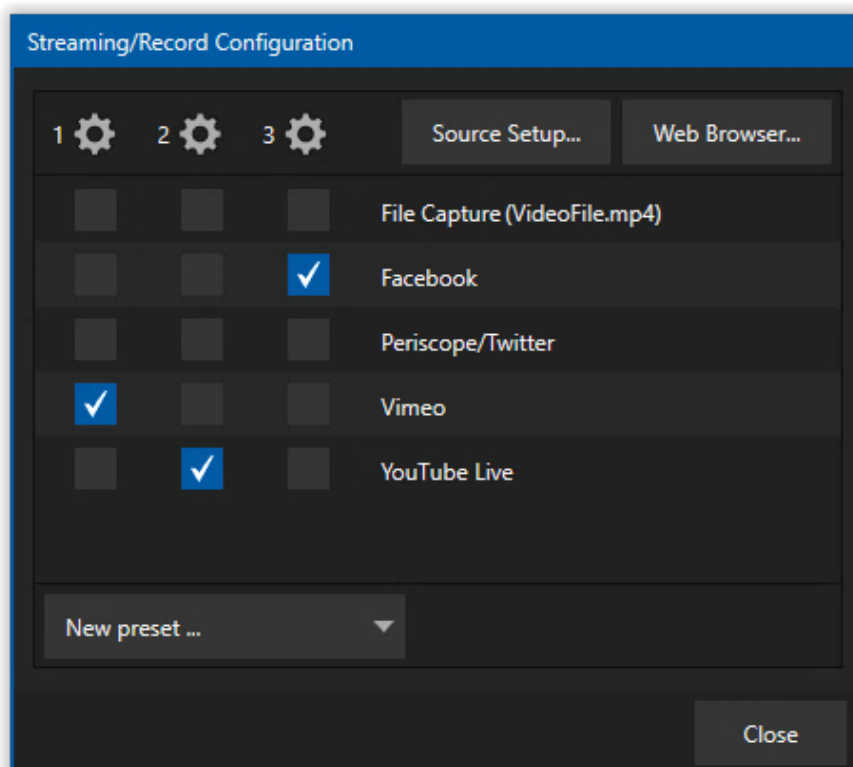 Streaming/Record Configuration
1 2 3 Source Setup... Web Browser...
File Capture (VideoFile.mp4)
Facebook
Periscope/Twitter
Vimeo
YouTube Live
New preset ...
Close